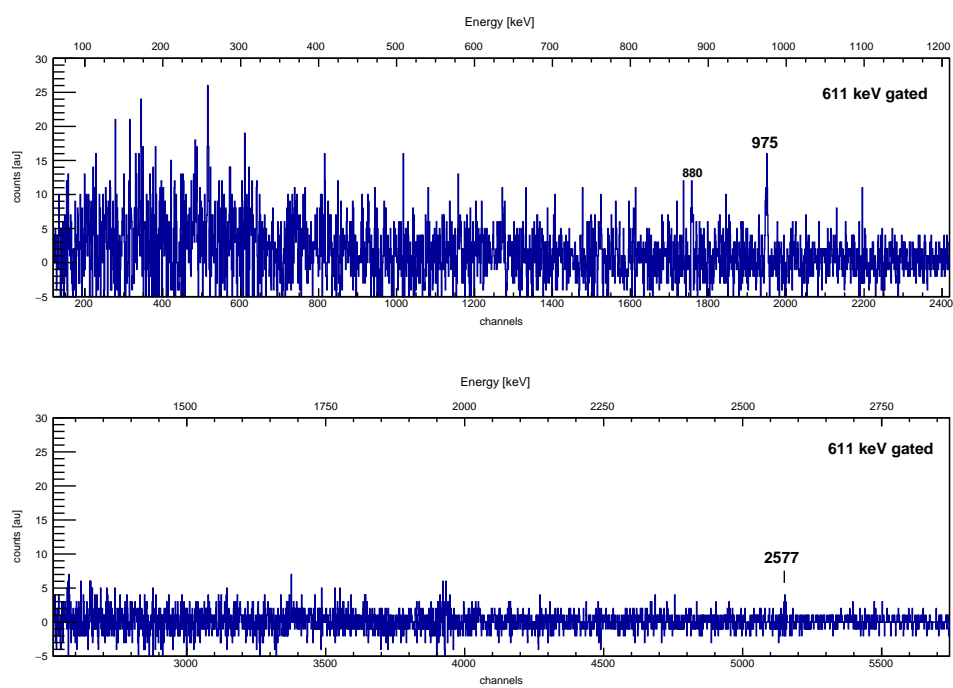 Energy [keV]
100 200 300 400 500 600 700 800 900 1000 1100 1200
30
25
20
15
10
5
0
−5
counts [au]
611 keV gated
975
880
200 400 600 800 1000 1200 1400 1600 1800 2000 2200 2400
channels
Energy [keV]
1500 1750 2000 2250 2500 2750
30
25
20
15
10
5
0
−5
counts [au]
611 keV gated
2577
3000 3500 4000 4500 5000 5500
channels